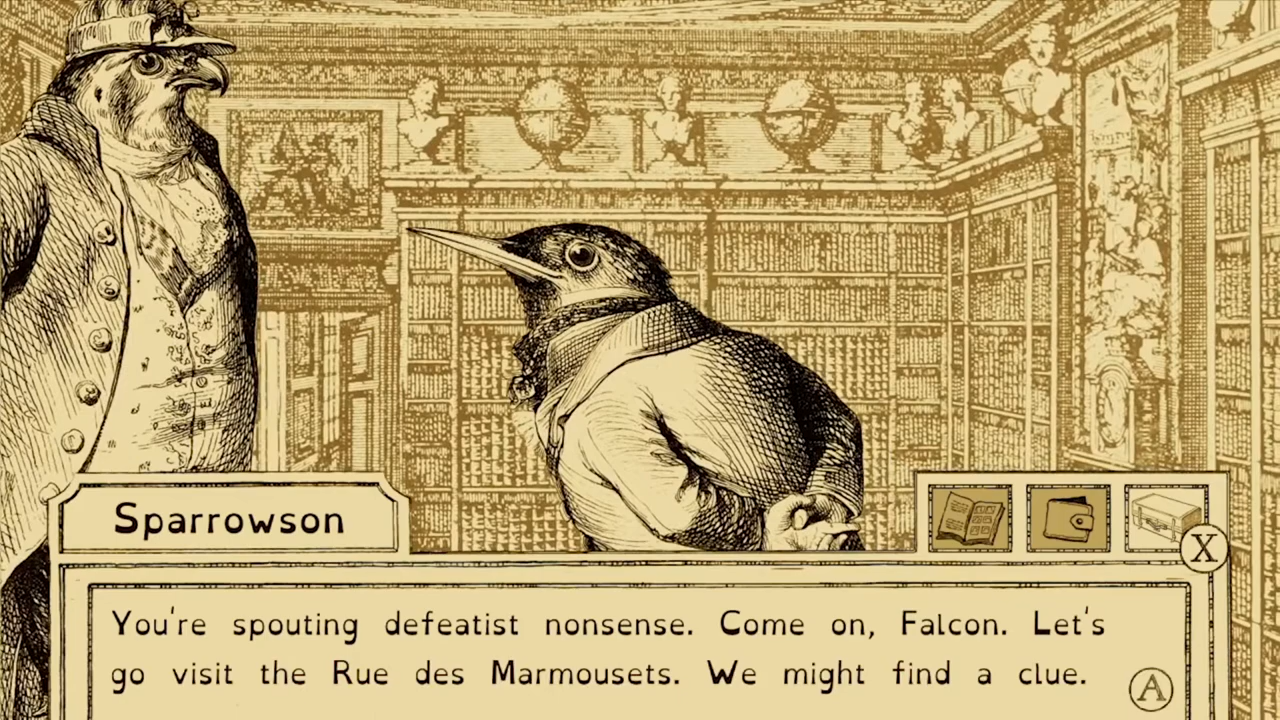 Sparrowson
X
You're spouting defeatist nonsense. Come on, Falcon. Let's
go visit the Rue des Marmousets. We might find a clue.
A